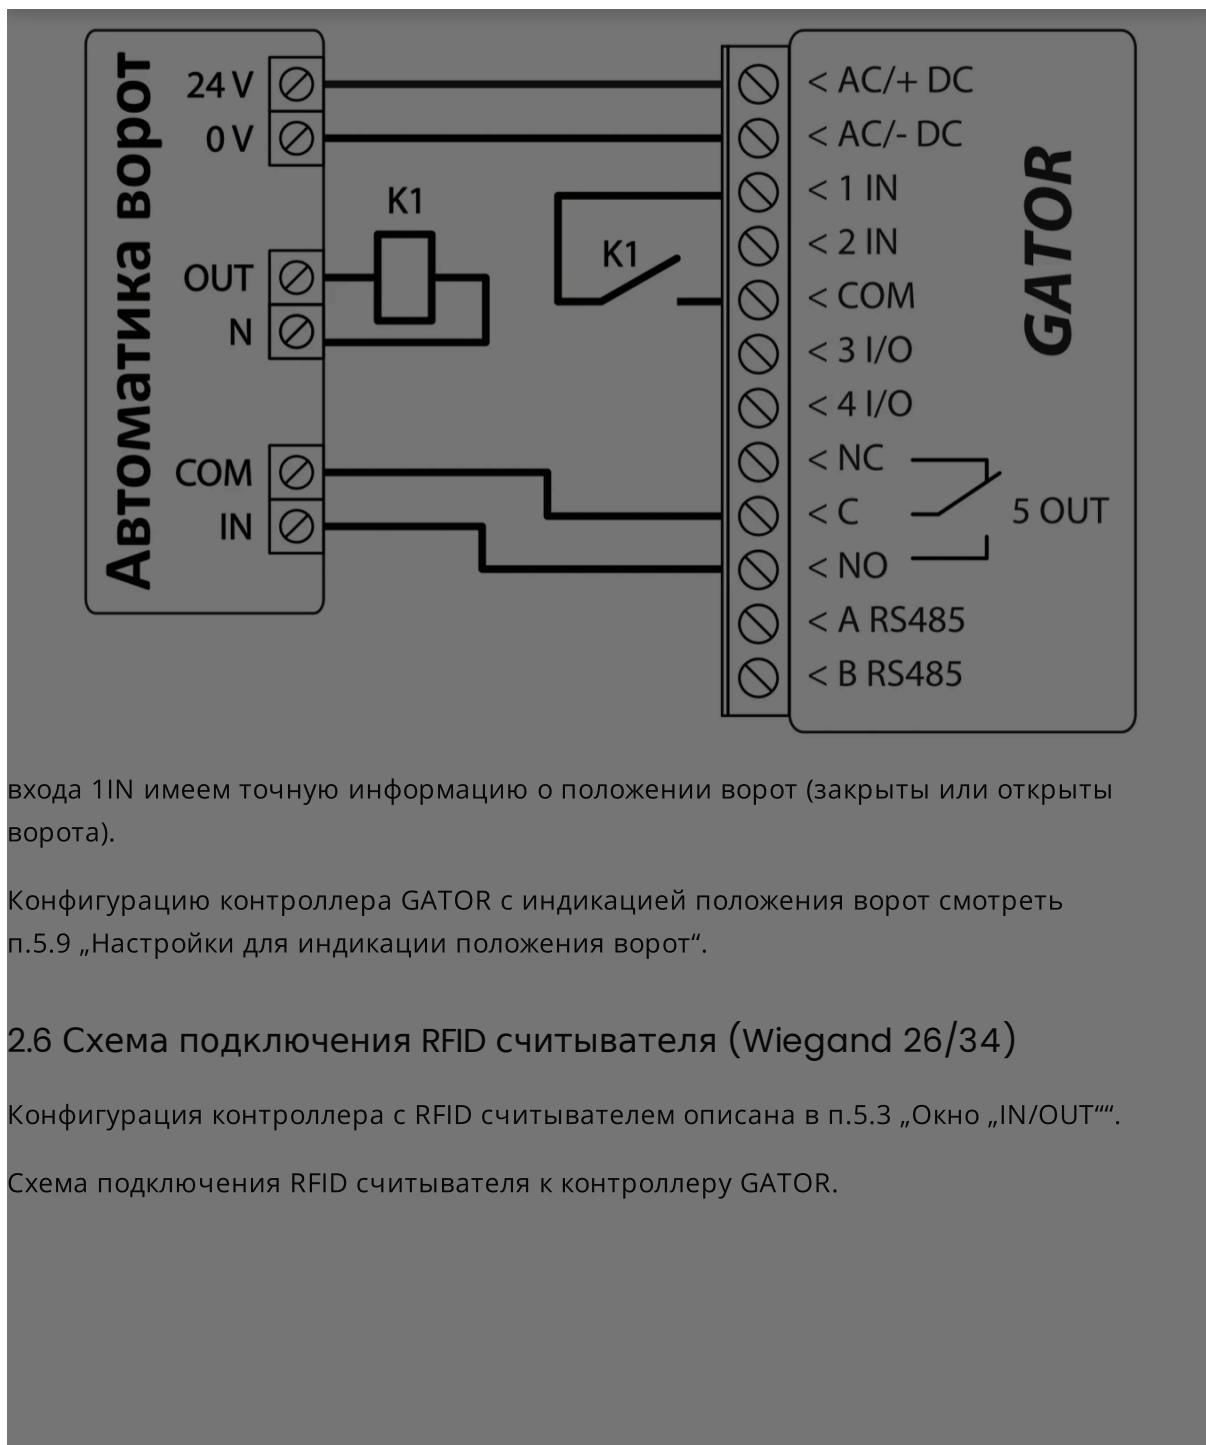 Автоматика ворот
24 V
0 V
K1
OUT
N
COM
IN
K1
< AC/+ DC
< AC/- DC
< 1 IN
< 2 IN
< COM
< 3 I/O
< 4 I/O
< NC
< C
5 OUT
< NO
< A RS485
< B RS485
GATOR
входа 1IN имеем точную информацию о положении ворот (закрыты или открыты
ворота).
Конфигурацию контроллера GATOR с индикацией положения ворот смотреть
п.5.9 „Настройки для индикации положения ворот“.
2.6 Схема подключения RFID считывателя (Wiegand 26/34)
Конфигурация контроллера с RFID считывателем описана в п.5.3 „Окно „IN/OUT““.
Схема подключения RFID считывателя к контроллеру GATOR.